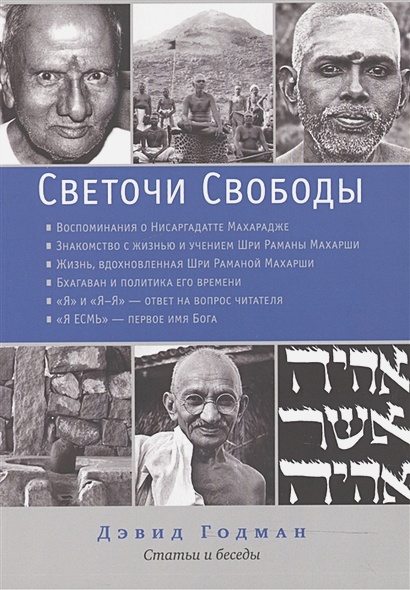 Светочи Свободы
▪ Воспоминания о Нисаргадатте Махарадже
▪ Знакомство с жизнью и учением Шри Раманы Махарши
▪ Жизнь, вдохновленная Шри Раманой Махарши
▪ Бхагаван и политика его времени
▪ «Я» и «Я–Я» — ответ на вопрос читателя
▪ «Я ЕСМЬ» — первое имя Бога
אהיה
אשר
אהיה
Дэвид Годман
Статьи и беседы